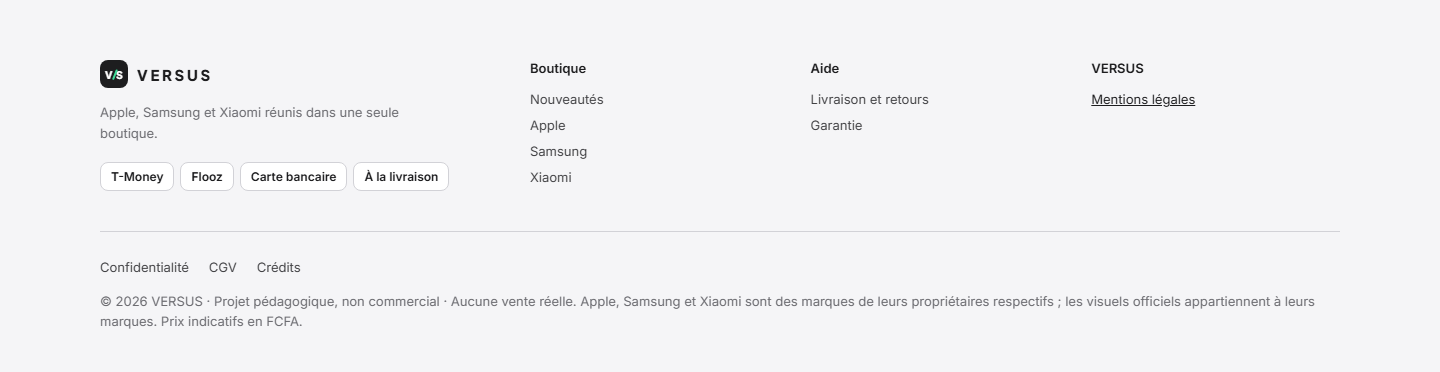 v/s VERSUS
Apple, Samsung et Xiaomi réunis dans une seule
boutique.
T-Money
Flooz
Carte bancaire
À la livraison
Boutique
Nouveautés
Apple
Samsung
Xiaomi
Aide
Livraison et retours
Garantie
VERSUS
Mentions légales
Confidentialité
CGV
Crédits
© 2026 VERSUS · Projet pédagogique, non commercial · Aucune vente réelle. Apple, Samsung et Xiaomi sont des marques de leurs propriétaires respectifs ; les visuels officiels appartiennent à leurs
marques. Prix indicatifs en FCFA.